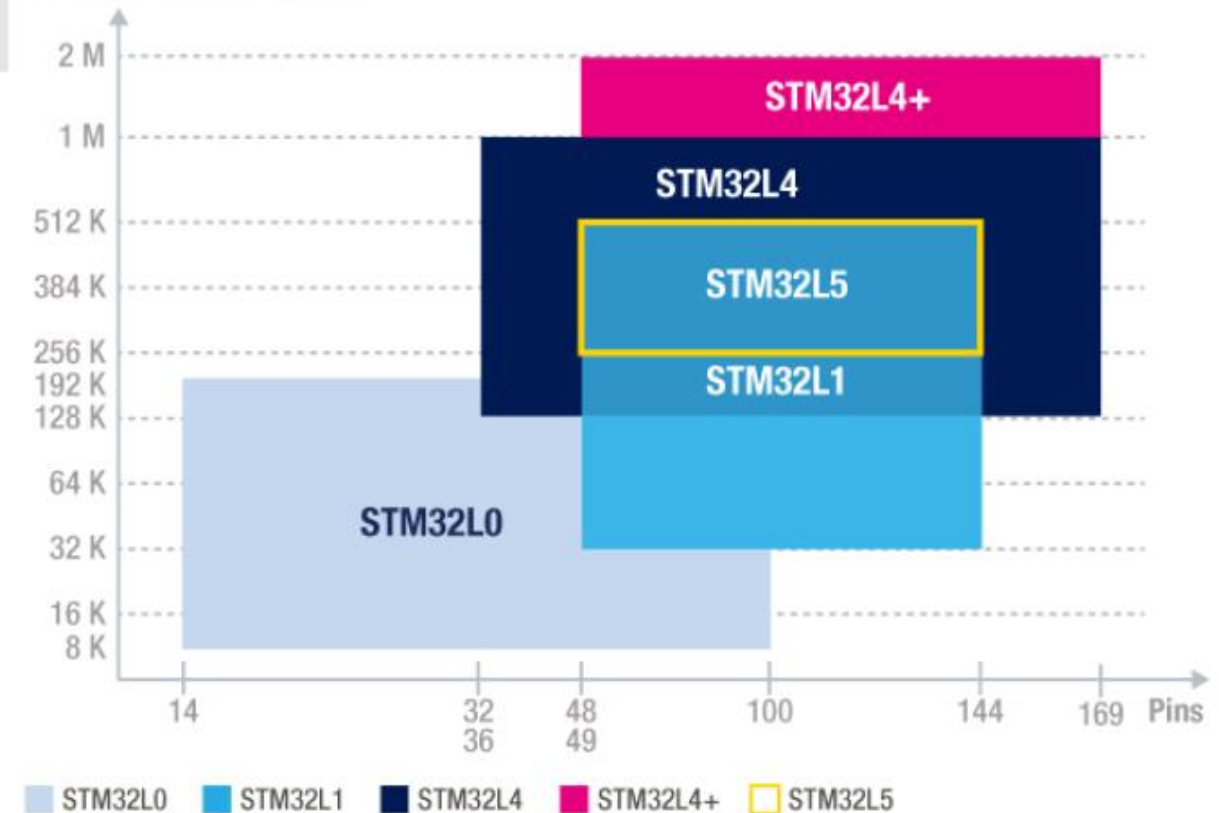 2 M
STM32L4+
1 M
STM32L4
512 K
STM32L5
384 K
256 K
STM32L1
192 K
128 K
64 K
STM32L0
32 K
16 K
8 K
14 32 48 100 144 169 Pins
36 49
STM32L0 STM32L1 STM32L4 STM32L4+ STM32L5